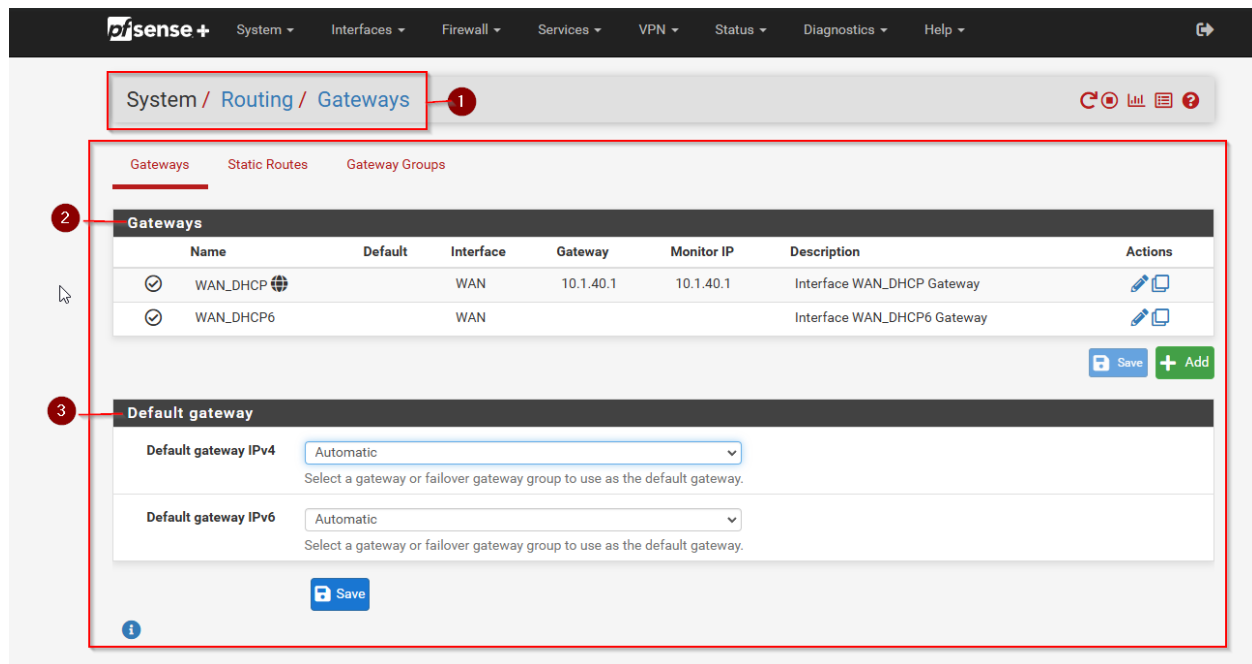 pfsense + System Interfaces Firewall Services VPN Status Diagnostics Help
System / Routing / Gateways
1
Gateways Static Routes Gateway Groups
2
Gateways
Name Default Interface Gateway Monitor IP Description Actions
WAN_DHCP WAN 10.1.40.1 10.1.40.1 Interface WAN_DHCP Gateway
WAN_DHCP6 WAN Interface WAN_DHCP6 Gateway
Save + Add
3
Default gateway
Default gateway IPv4 Automatic
Select a gateway or failover gateway group to use as the default gateway.
Default gateway IPv6 Automatic
Select a gateway or failover gateway group to use as the default gateway.
Save